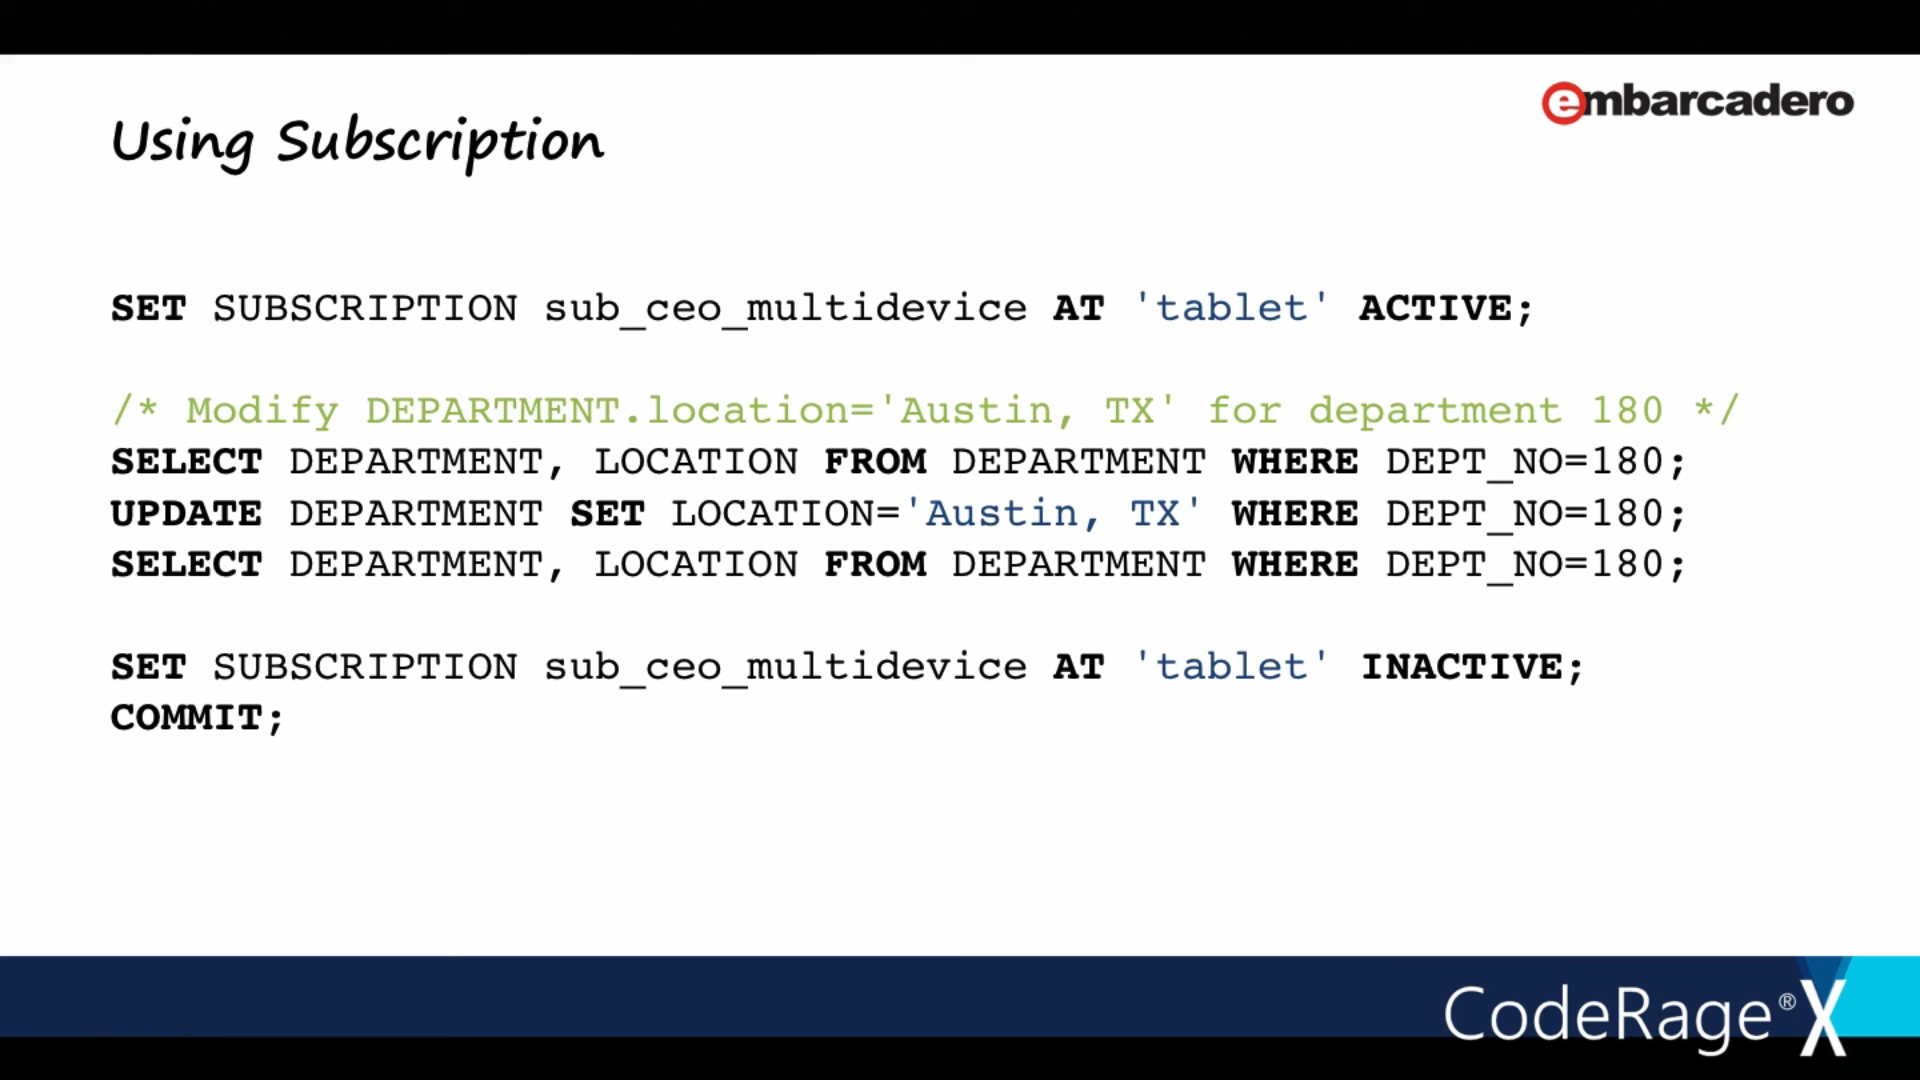 embarcadero
Using Subscription
SET SUBSCRIPTION sub_ceo_multidevice AT 'tablet' ACTIVE;
/* Modify DEPARTMENT.location='Austin, TX' for department 180 */
SELECT DEPARTMENT, LOCATION FROM DEPARTMENT WHERE DEPT_NO=180;
UPDATE DEPARTMENT SET LOCATION='Austin, TX' WHERE DEPT_NO=180;
SELECT DEPARTMENT, LOCATION FROM DEPARTMENT WHERE DEPT_NO=180;
SET SUBSCRIPTION sub_ceo_multidevice AT 'tablet' INACTIVE;
COMMIT;
CodeRage® X